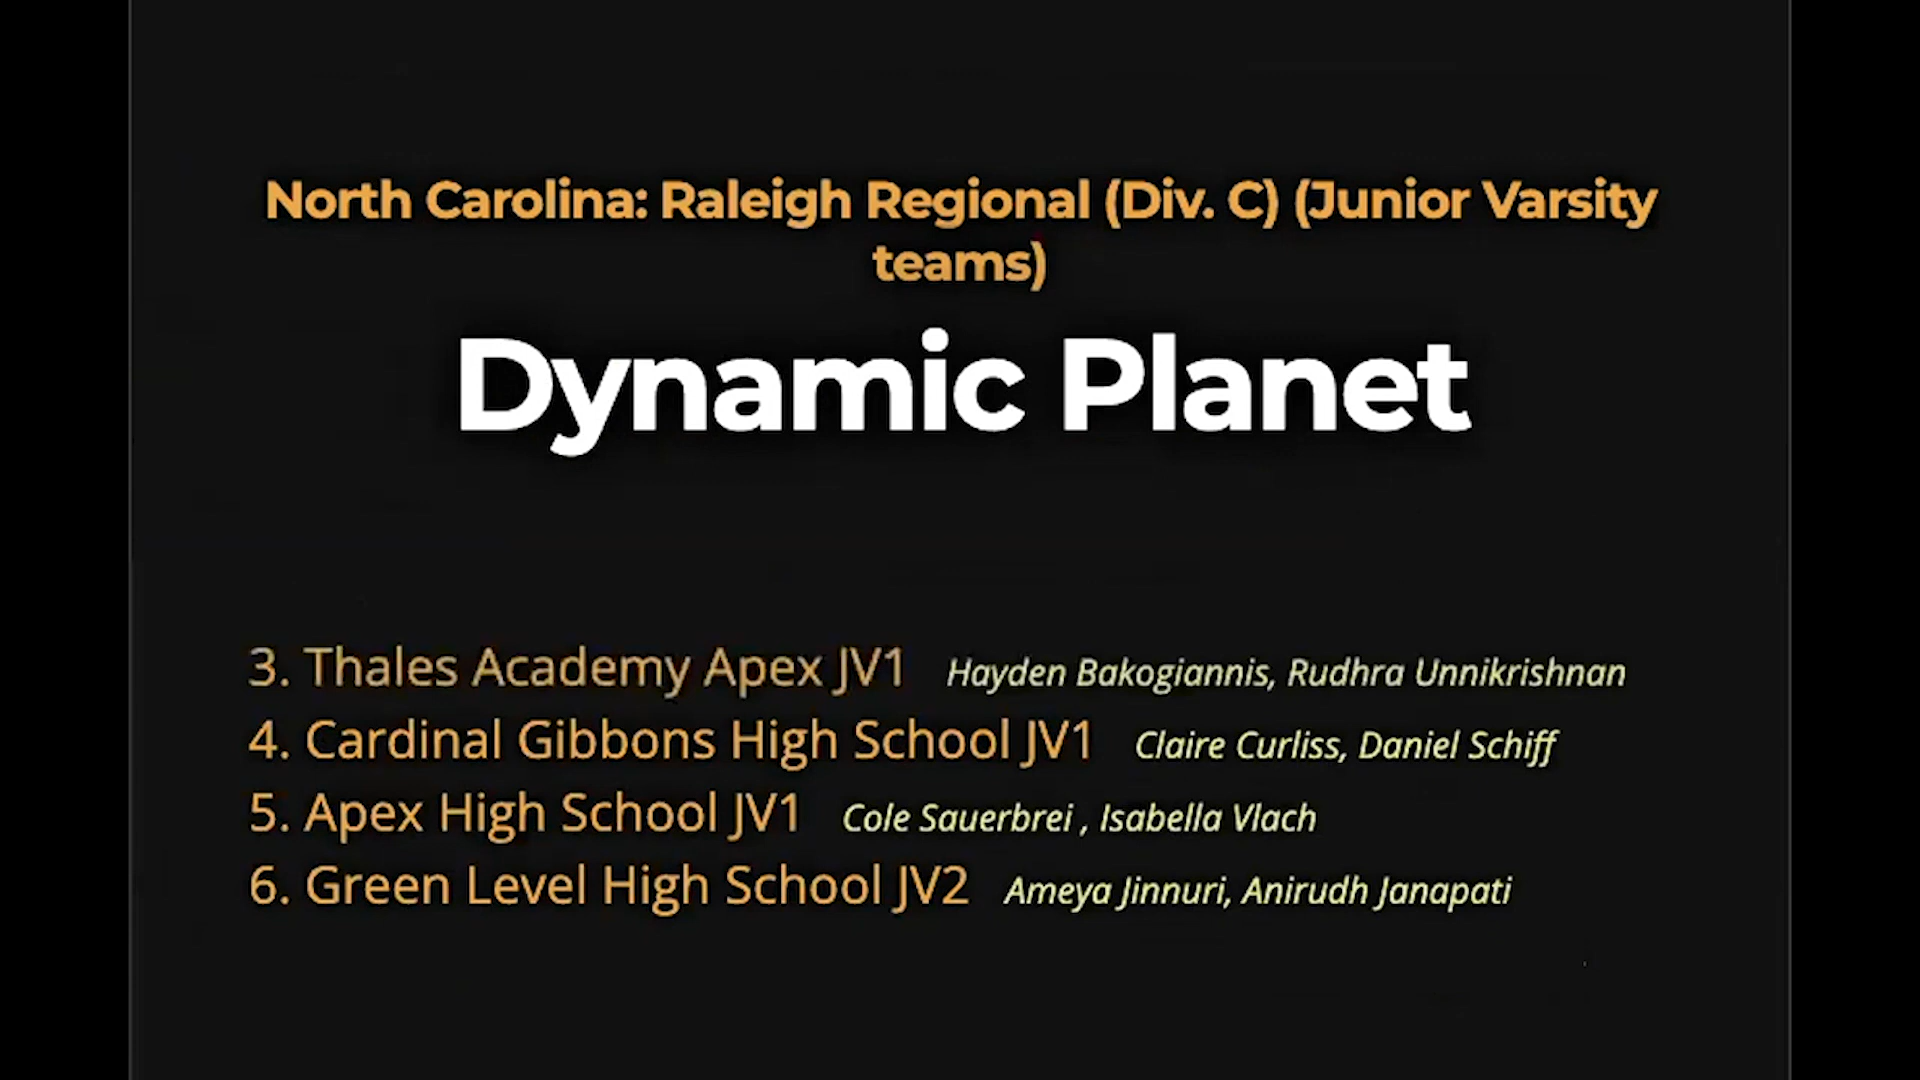 North Carolina: Raleigh Regional (Div. C) (Junior Varsity
teams)
Dynamic Planet
3. Thales Academy Apex JV1 Hayden Bakogiannis, Rudhra Unnikrishnan
4. Cardinal Gibbons High School JV1 Claire Curliss, Daniel Schiff
5. Apex High School JV1 Cole Sauerbrei , Isabella Vlach
6. Green Level High School JV2 Ameya Jinnuri, Anirudh Janapati